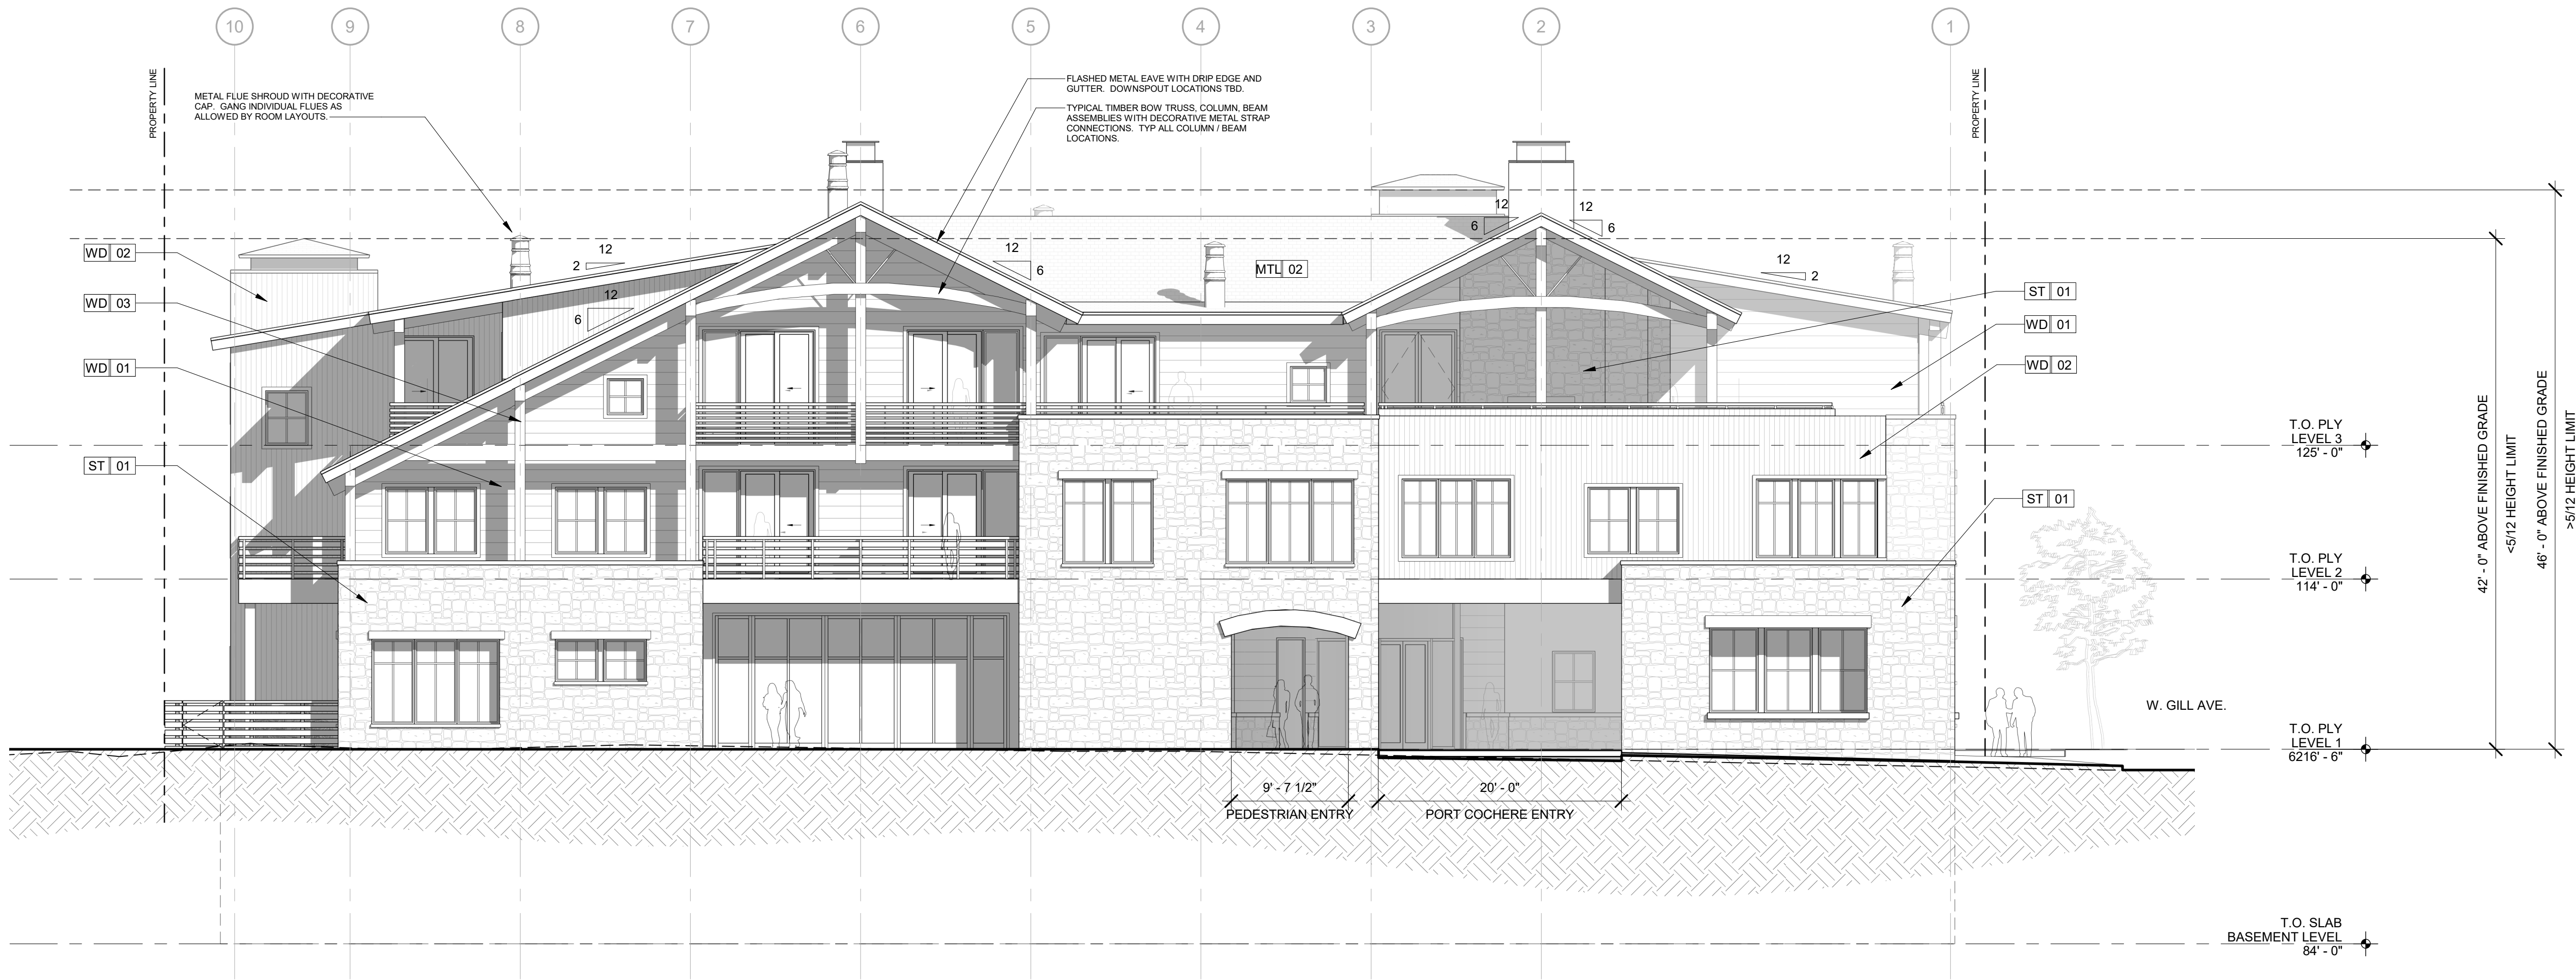 10
9
8
7
6
5
4
3
2
1
PROPERTY LINE
PROPERTY LINE
METAL FLUE SHROUD WITH DECORATIVE
CAP. GANG INDIVIDUAL FLUES AS
ALLOWED BY ROOM LAYOUTS.
FLASHED METAL EAVE WITH DRIP EDGE AND
GUTTER. DOWNSPOUT LOCATIONS TBD.
TYPICAL TIMBER BOW TRUSS, COLUMN, BEAM
ASSEMBLIES WITH DECORATIVE METAL STRAP
CONNECTIONS. TYP ALL COLUMN / BEAM
LOCATIONS.
WD 02
WD 03
WD 01
ST 01
12
2
12
6
12
6
MTL 02
12
6
12
6
12
2
ST 01
WD 01
WD 02
ST 01
T.O. PLY
LEVEL 3
125' - 0"
T.O. PLY
LEVEL 2
114' - 0"
W. GILL AVE.
T.O. PLY
LEVEL 1
6216' - 6"
T.O. SLAB
BASEMENT LEVEL
84' - 0"
42' - 0" ABOVE FINISHED GRADE
<5/12 HEIGHT LIMIT
46' - 0" ABOVE FINISHED GRADE
>5/12 HEIGHT LIMIT
9' - 7 1/2"
PEDESTRIAN ENTRY
20' - 0"
PORT COCHERE ENTRY